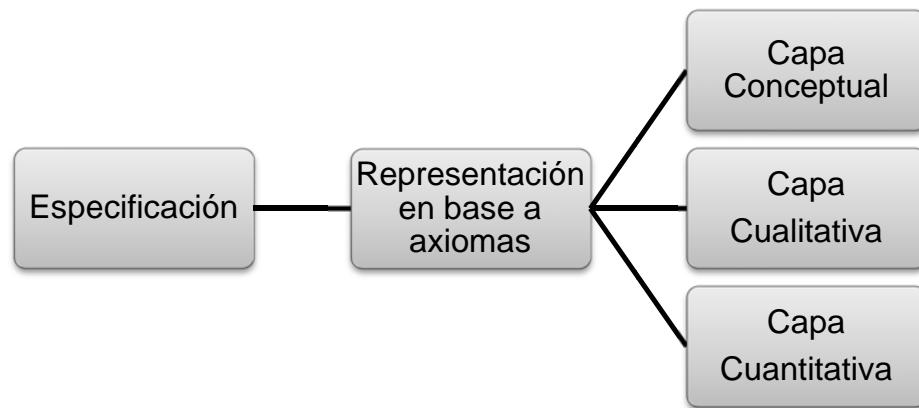 Especificación
Representación
en base a
axiomas
Capa
Conceptual
Capa
Cualitativa
Capa
Cuantitativa